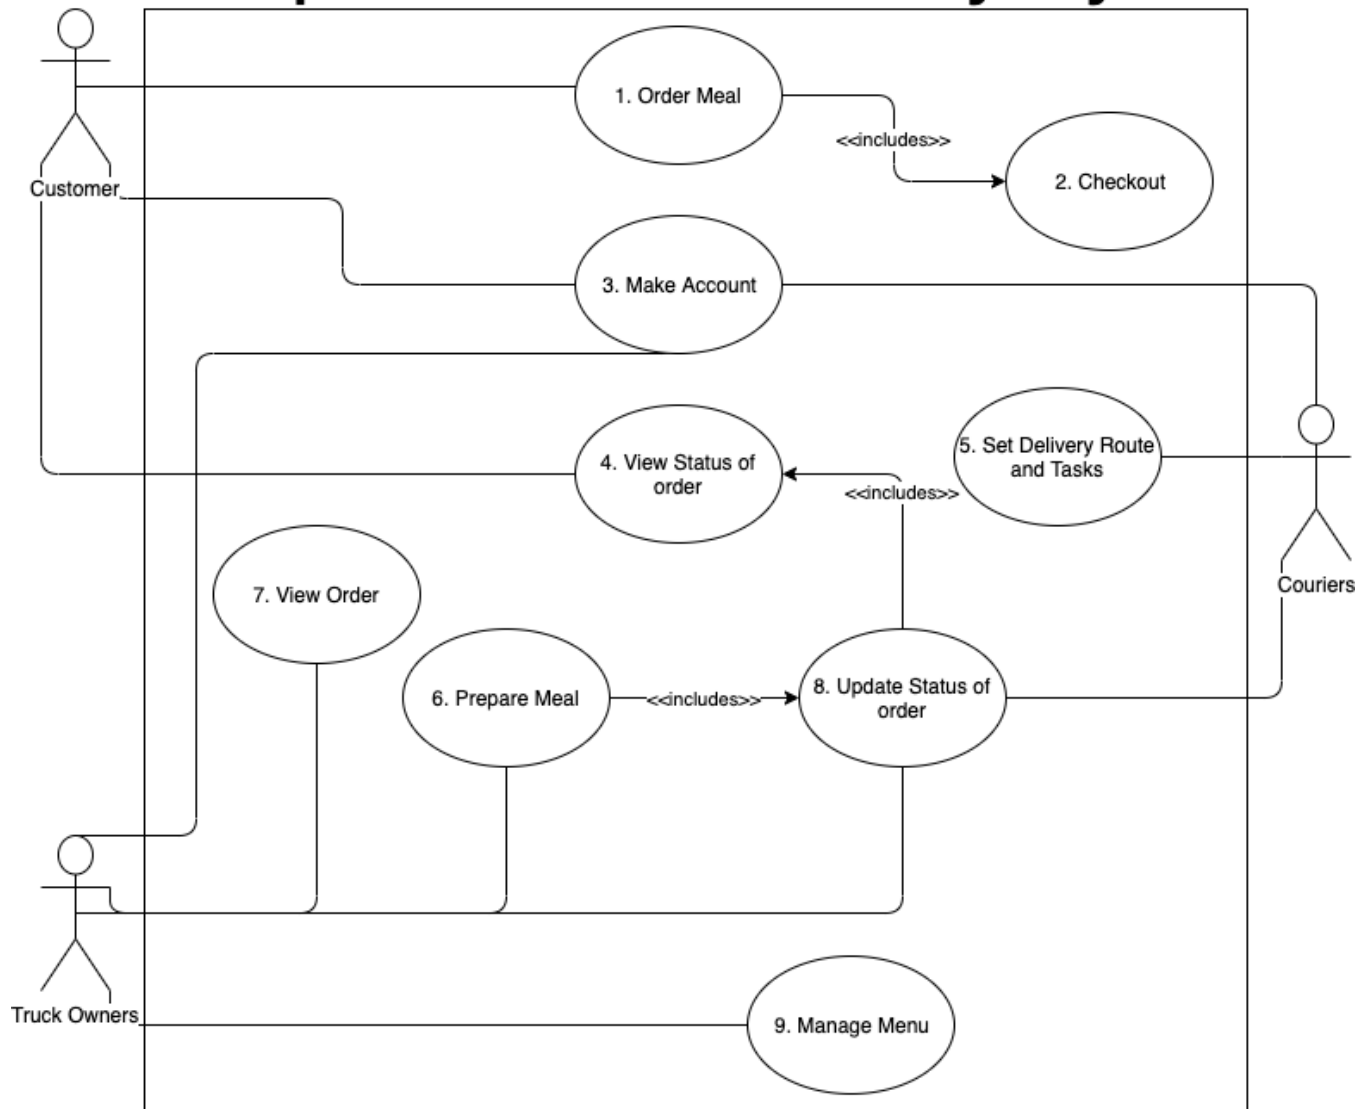 1. Order Meal
<<includes>>
2. Checkout
Customer
3. Make Account
4. View Status of
order
<<includes>>
5. Set Delivery Route
and Tasks
Couriers
7. View Order
6. Prepare Meal
<<includes>>
8. Update Status of
order
Truck Owners
9. Manage Menu